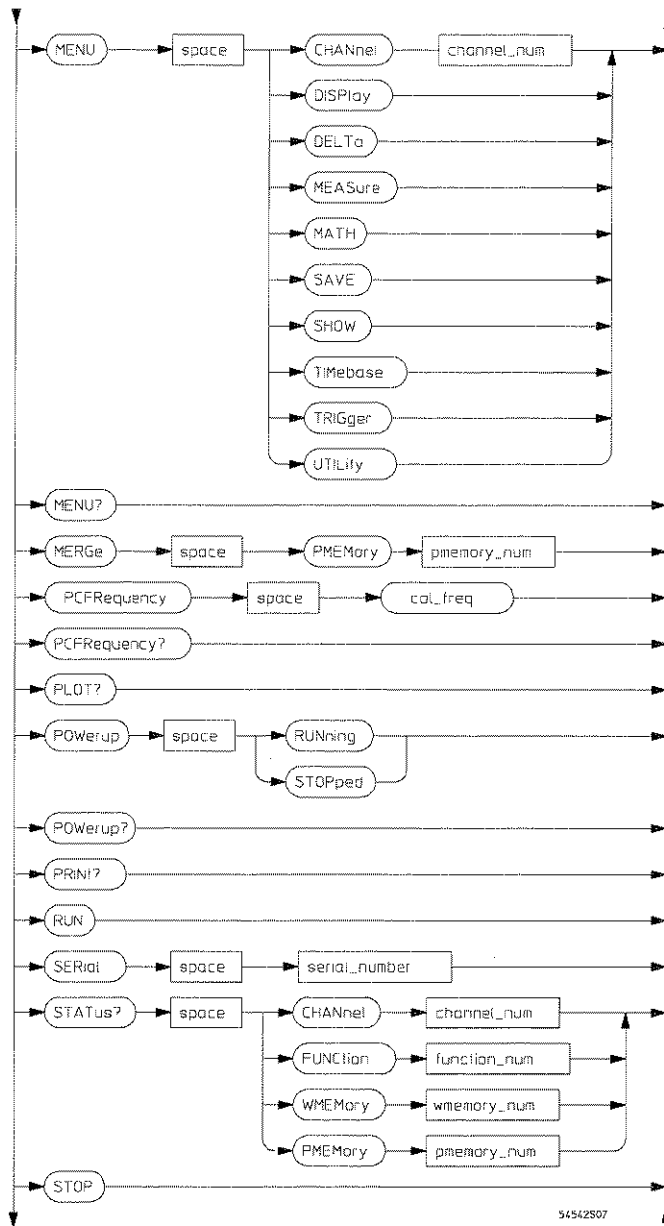 MENU space CHANnel channel_num
DISPlay
DELTa
MEASure
MATH
SAVE
SHOW
TIMebase
TRIGger
UTILity
MENU?
MERGe space PMEMory pmemory_num
PCFRequency space cal_freq
PCFRequency?
PLOT?
POWerup space RUNning
STOPped
POWerup?
PRINT?
RUN
SERial space serial_number
STATus? space CHANnel channel_num
FUNCtion function_num
WMEMory wmemory_num
PMEMory pmemory_num
STOP
54542S07